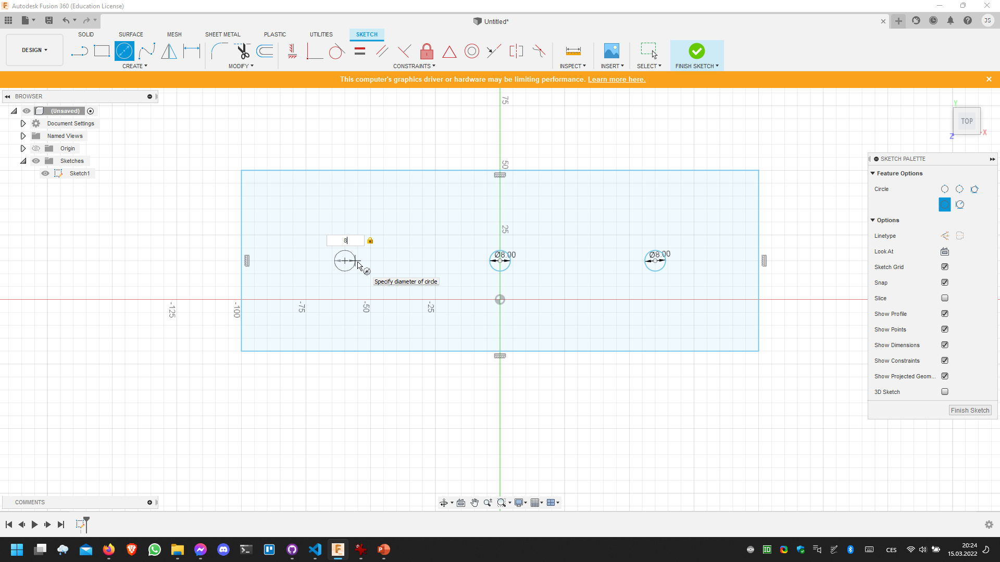 Autodesk Fusion 360 (Education License)
Untitled*
JS
DESIGN
SOLID
SURFACE
MESH
SHEET METAL
PLASTIC
UTILITIES
SKETCH
CREATE
MODIFY
CONSTRAINTS
INSPECT
INSERT
SELECT
FINISH SKETCH
This computer's graphics driver or hardware may be limiting performance. Learn more here.
BROWSER
(Unsaved)
Document Settings
Named Views
Origin
Sketches
Sketch1
75
50
25
-125
-100
-75
-50
-25
8
Ø8.00
Ø8.00
Specify diameter of circle
Y
TOP
X
Z
SKETCH PALETTE
Feature Options
Circle
Options
Linetype
Look At
Sketch Grid
Snap
Slice
Show Profile
Show Points
Show Dimensions
Show Constraints
Show Projected Geom...
3D Sketch
Finish Sketch
COMMENTS
ID
CES
20:24
15.03.2022